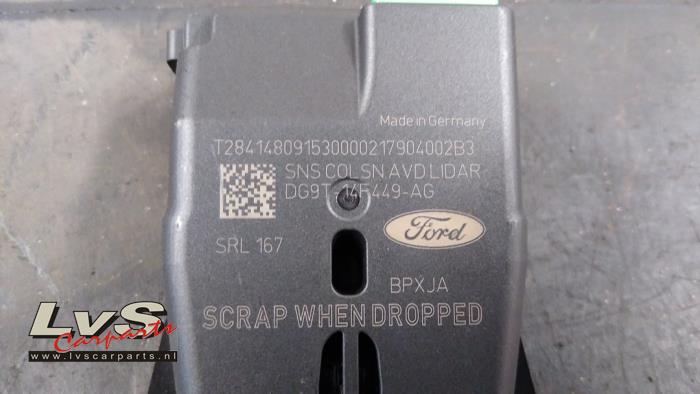 Made in Germany
T284148091530000217904002B3
SNS COLSN AVD LIDAR
DG9T-14F449-AG
Ford
SRL 167
BPXJA
SCRAP WHEN DROPPED
LvS
Carparts
www.lvscarparts.nl